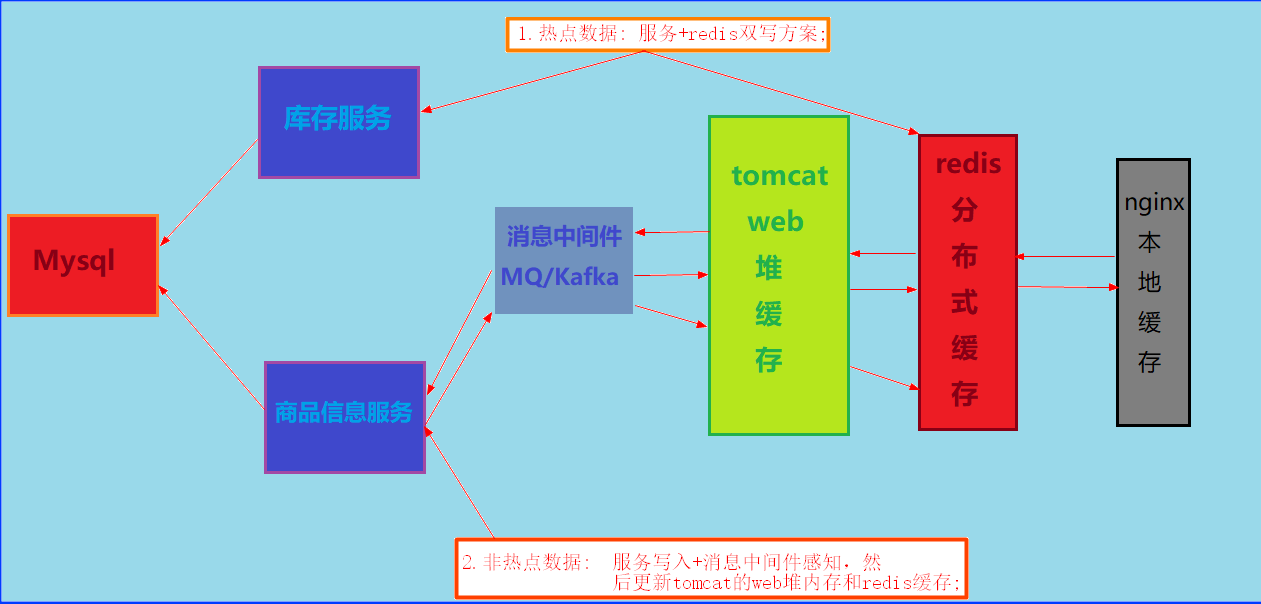 1.热点数据: 服务+redis双写方案;
库存服务
Mysql
消息中间件
MQ/Kafka
商品信息服务
tomcat
web
堆
缓
存
redis
分
布
式
缓
存
nginx
本
地
缓
存
2.非热点数据: 服务写入+消息中间件感知，然
后更新tomcat的web堆内存和redis缓存;